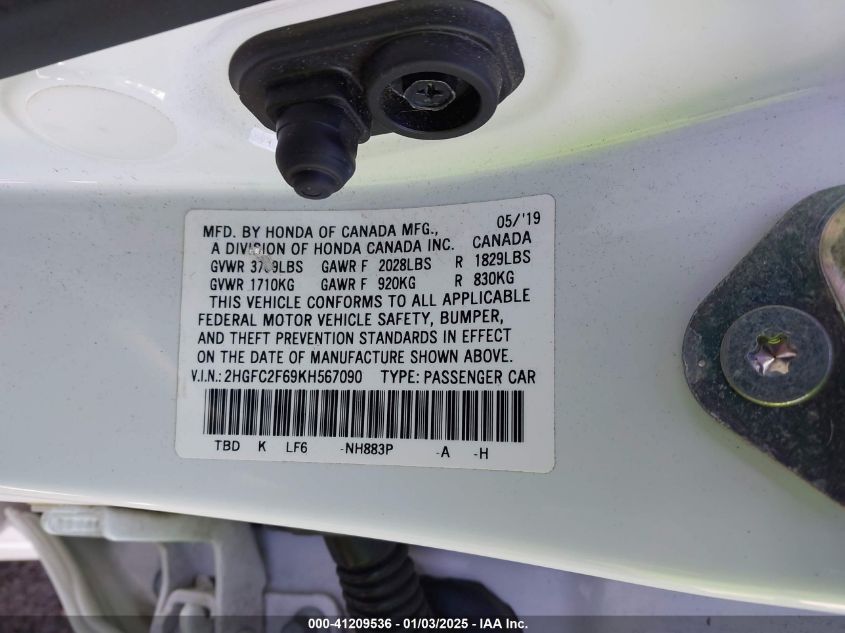 MFD. BY HONDA OF CANADA MFG., 05/'19
A DIVISION OF HONDA CANADA INC. CANADA
GVWR LBS GAWR F 2028LBS R 1829LBS
GVWR 1710KG GAWR F 920KG R 830KG
THIS VEHICLE CONFORMS TO ALL APPLICABLE
FEDERAL MOTOR VEHICLE SAFETY, BUMPER,
AND THEFT PREVENTION STANDARDS IN EFFECT
ON THE DATE OF MANUFACTURE SHOWN ABOVE.
V.I.N.: 2HGFC2F69KH567090 TYPE: PASSENGER CAR
TBD K LF6 -NH883P -A -H
000-41209536 - 01/03/2025 - IAA Inc.